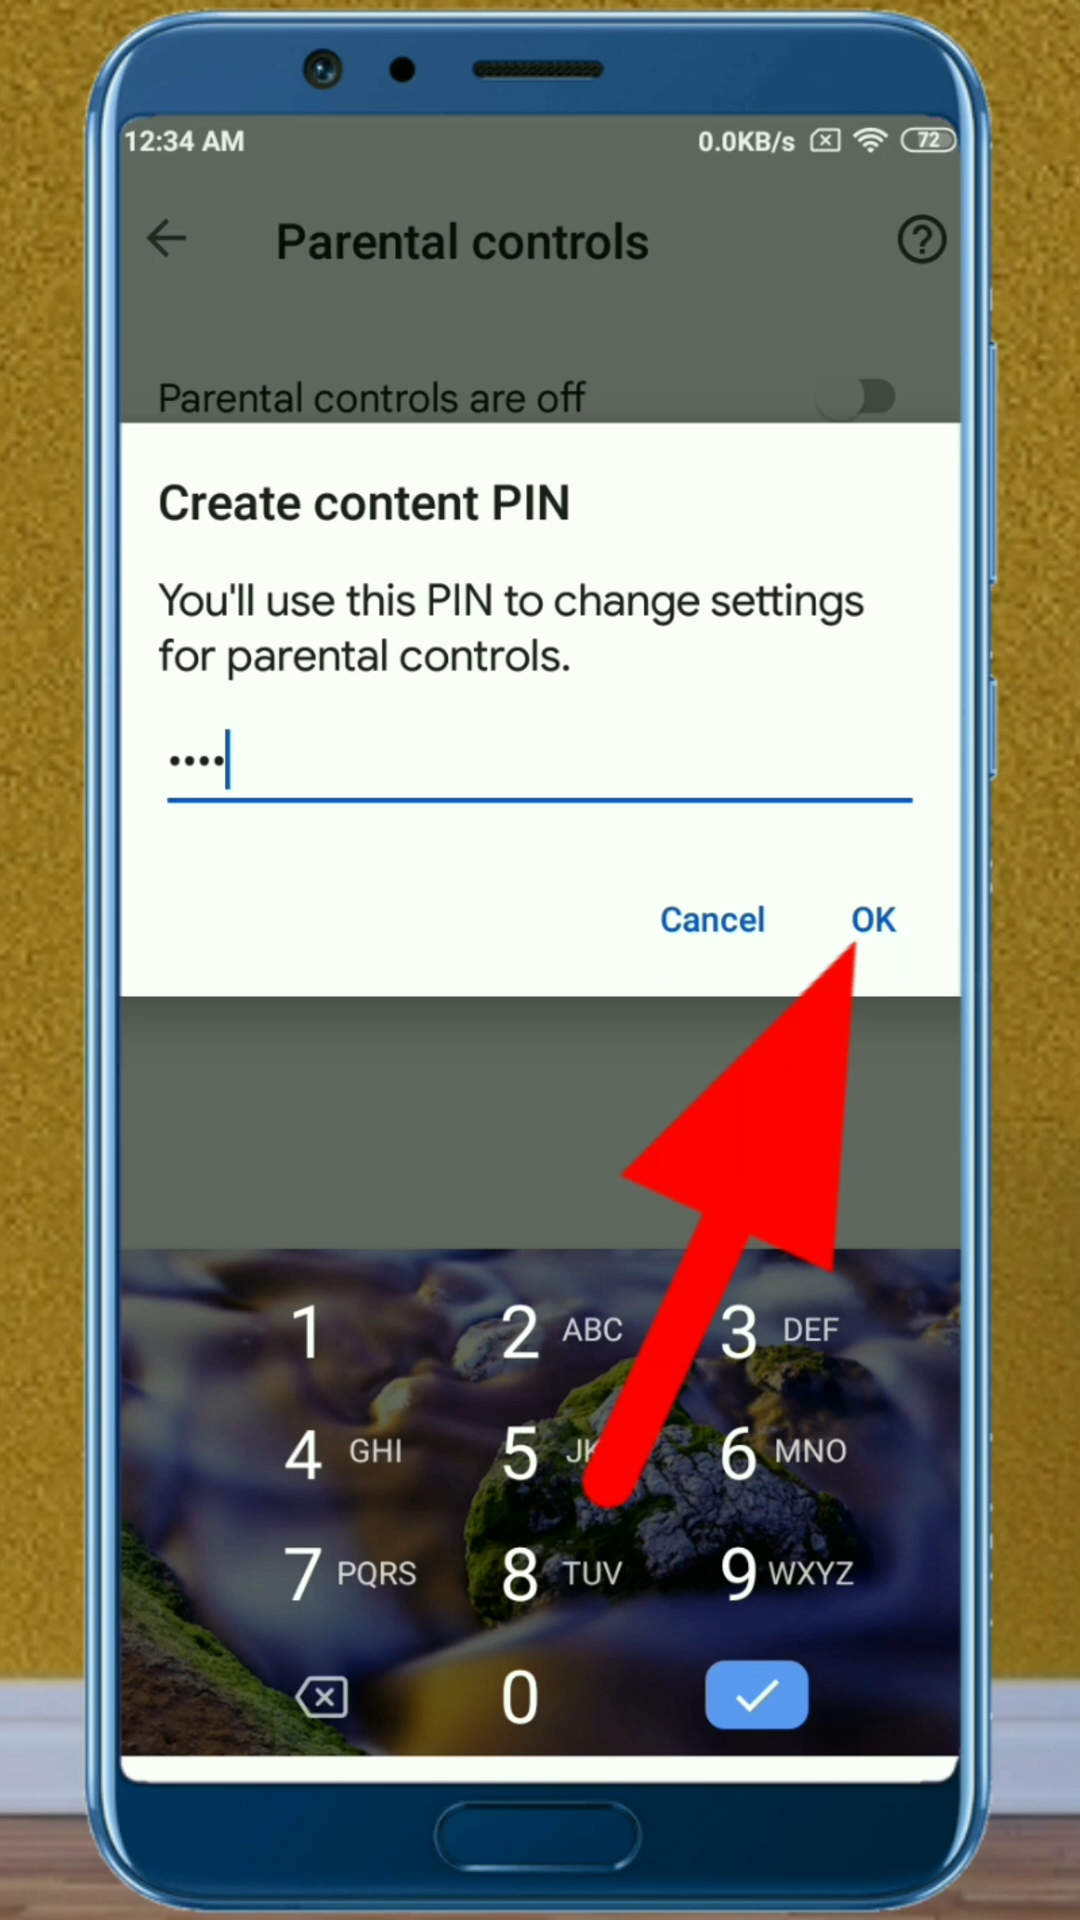 12:34 AM 0.0KB/s 72
Parental controls
Parental controls are off
Create content PIN
You'll use this PIN to change settings
for parental controls.
••••
Cancel OK
1 2 ABC 3 DEF
4 GHI 5 JK 6 MNO
7 PQRS 8 TUV 9 WXYZ
0